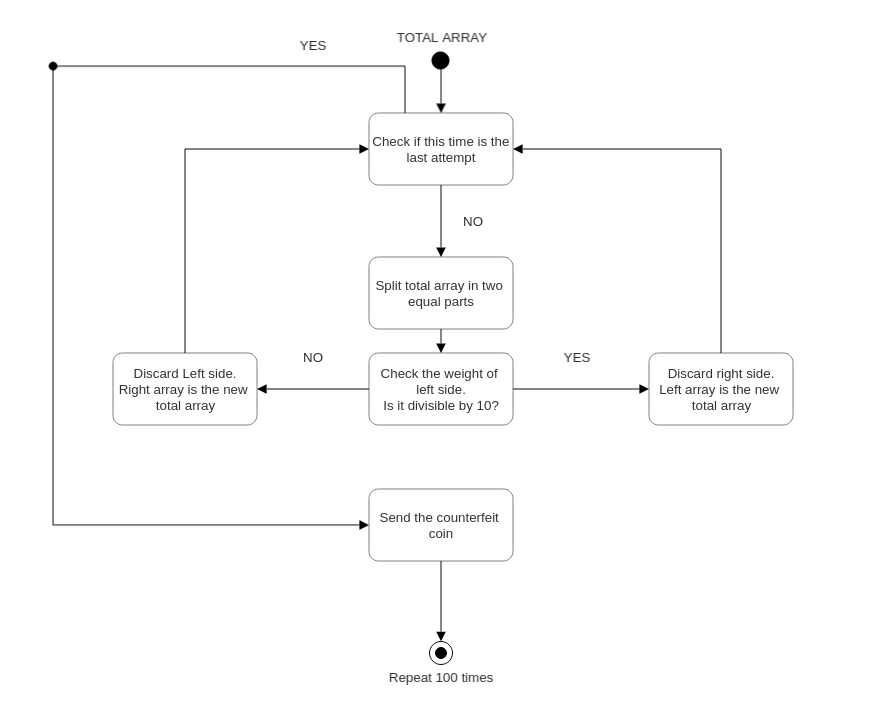 YES
TOTAL ARRAY
Check if this time is the
last attempt
NO
Split total array in two
equal parts
NO
YES
Discard Left side.
Right array is the new
total array
Check the weight of
left side.
Is it divisible by 10?
Discard right side.
Left array is the new
total array
Send the counterfeit
coin
Repeat 100 times